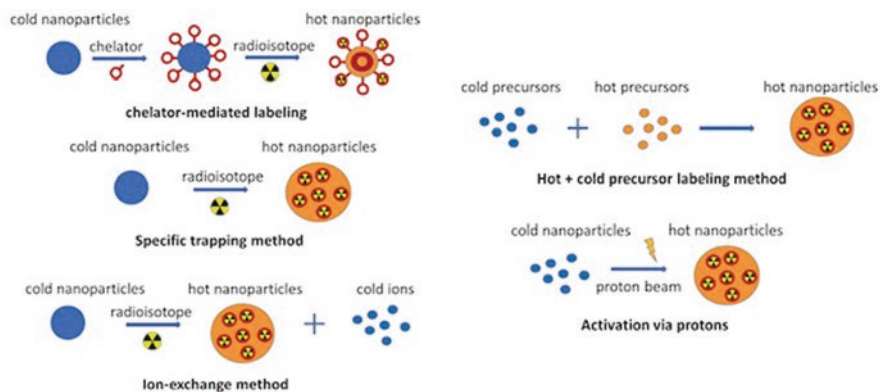 cold nanoparticles
hot nanoparticles
chelator
radioisotope
chelator-mediated labeling
cold nanoparticles
hot nanoparticles
radioisotope
Specific trapping method
cold nanoparticles
hot nanoparticles
cold ions
radioisotope
+
Ion-exchange method
cold precursors
hot precursors
hot nanoparticles
+
Hot + cold precursor labeling method
cold nanoparticles
hot nanoparticles
proton beam
Activation via protons